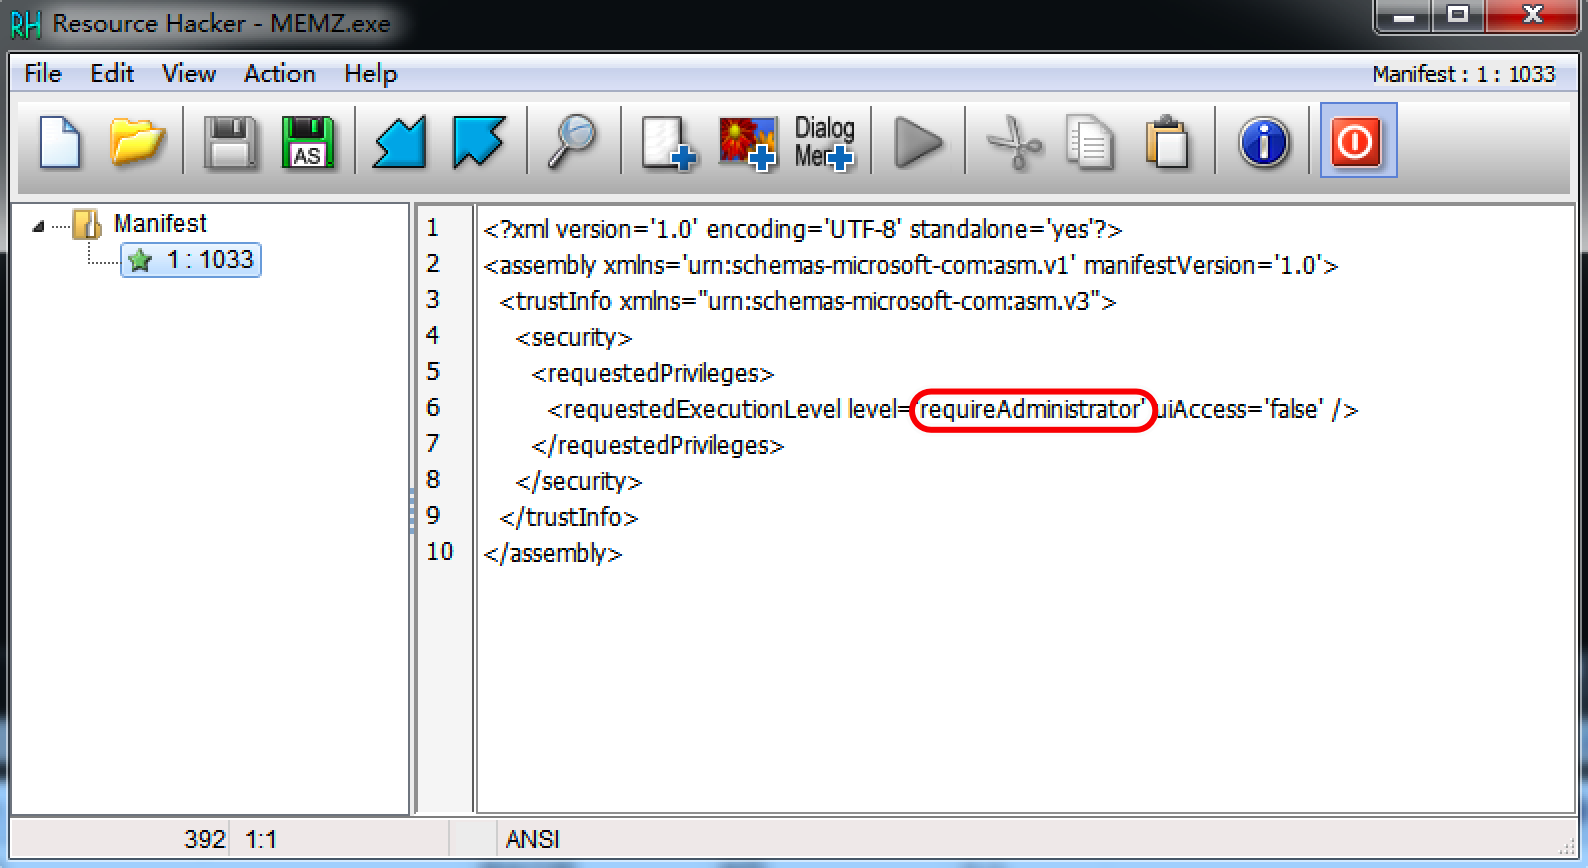 RH Resource Hacker - MEMZ.exe
File Edit View Action Help Manifest : 1 : 1033
AS
Dialog
Men
Manifest
1 : 1033
1 <?xml version='1.0' encoding='UTF-8' standalone='yes'?>
2 <assembly xmlns='urn:schemas-microsoft-com:asm.v1' manifestVersion='1.0'>
3 <trustInfo xmlns="urn:schemas-microsoft-com:asm.v3">
4 <security>
5 <requestedPrivileges>
6 <requestedExecutionLevel level='requireAdministrator' uiAccess='false' />
7 </requestedPrivileges>
8 </security>
9 </trustInfo>
10 </assembly>
392 1:1 ANSI